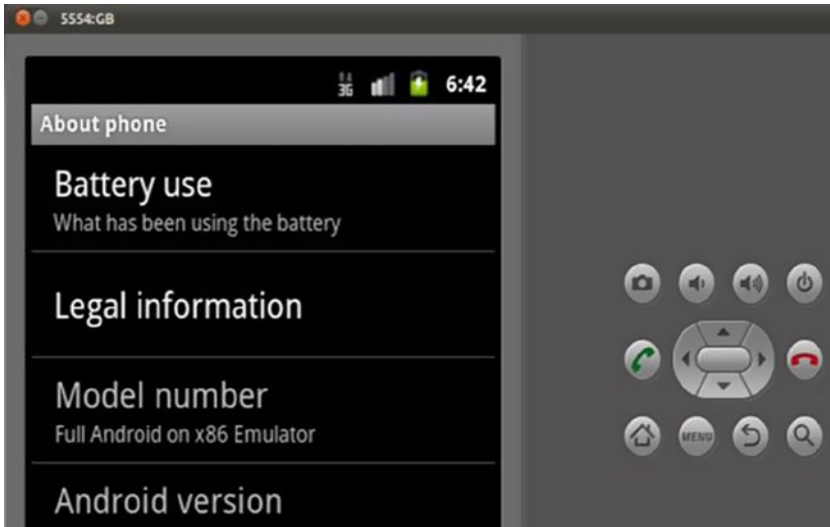 5554:GB
3G 6:42
About phone
Battery use
What has been using the battery
Legal information
Model number
Full Android on x86 Emulator
MENU
Android version